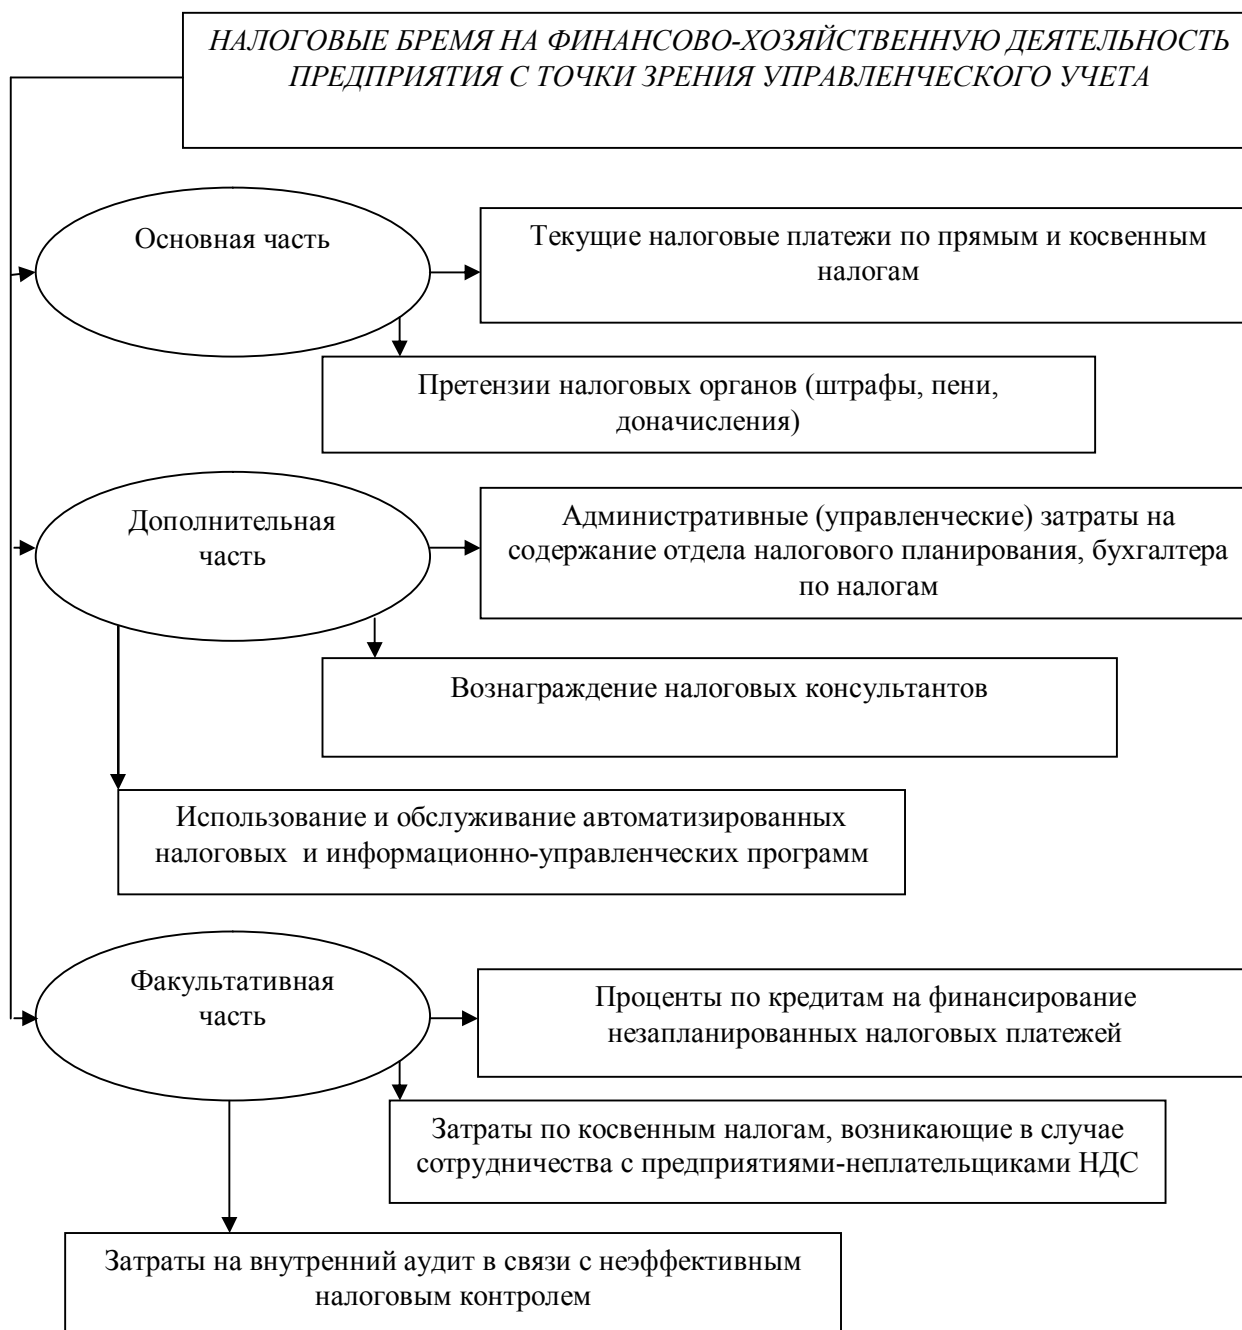 НАЛОГОВЫЕ БРЕМЯ НА ФИНАНСОВО-ХОЗЯЙСТВЕННУЮ ДЕЯТЕЛЬНОСТЬ
ПРЕДПРИЯТИЯ С ТОЧКИ ЗРЕНИЯ УПРАВЛЕНЧЕСКОГО УЧЕТА
Основная часть
Текущие налоговые платежи по прямым и косвенным
налогам
Претензии налоговых органов (штрафы, пени,
доначисления)
Дополнительная
часть
Административные (управленческие) затраты на
содержание отдела налогового планирования, бухгалтера
по налогам
Вознаграждение налоговых консультантов
Использование и обслуживание автоматизированных
налоговых и информационно-управленческих программ
Факультативная
часть
Проценты по кредитам на финансирование
незапланированных налоговых платежей
Затраты по косвенным налогам, возникающие в случае
сотрудничества с предприятиями-неплательщиками НДС
Затраты на внутренний аудит в связи с неэффективным
налоговым контролем